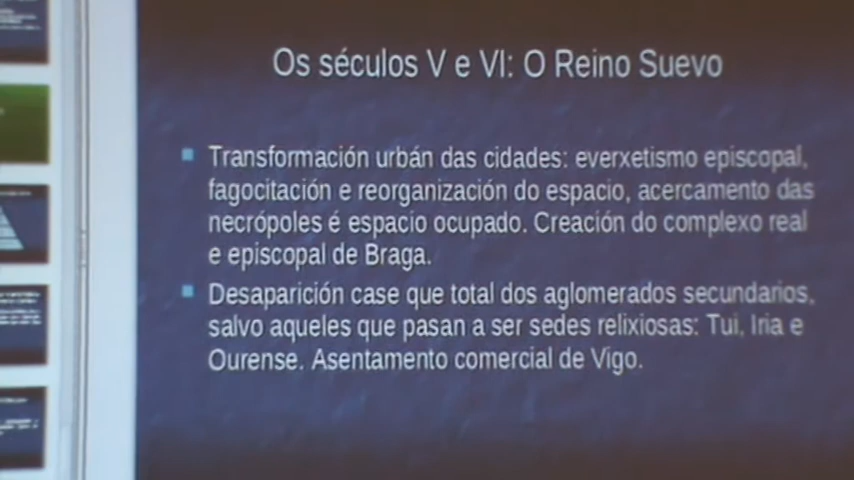 Os séculos V e VI: O Reino Suevo
Transformación urbán das cidades: everxetismo episcopal,
fagocitación e reorganización do espacio, acercamento das
necrópoles é espacio ocupado. Creación do complexo real
e episcopal de Braga.
Desaparición case que total dos aglomerados secundarios,
salvo aqueles que pasan a ser sedes relixiosas: Tui, Iria e
Ourense. Asentamento comercial de Vigo.